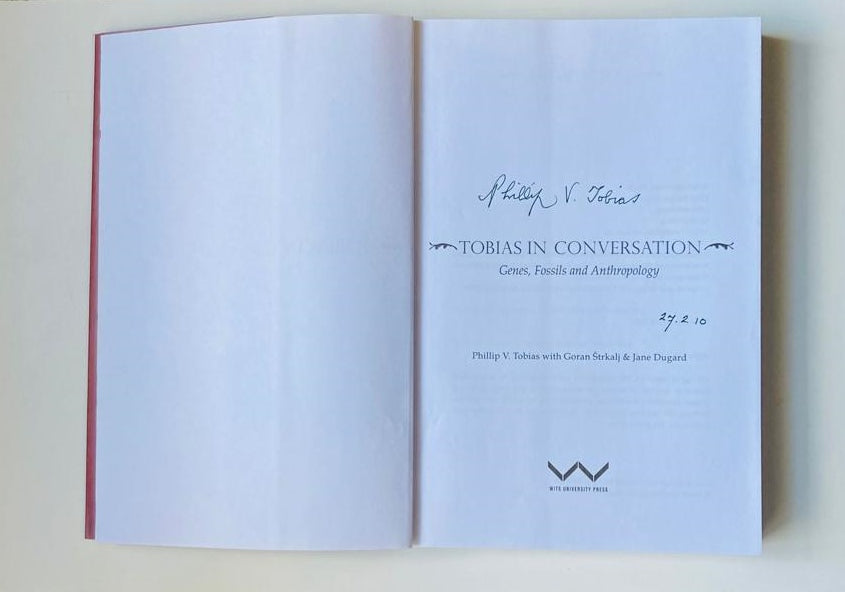 Phillip V. Tobias
TOBIAS IN CONVERSATION
Genes, Fossils and Anthropology
27.2.10
Phillip V. Tobias with Goran Štrkalj & Jane Dugard
WITS UNIVERSITY PRESS